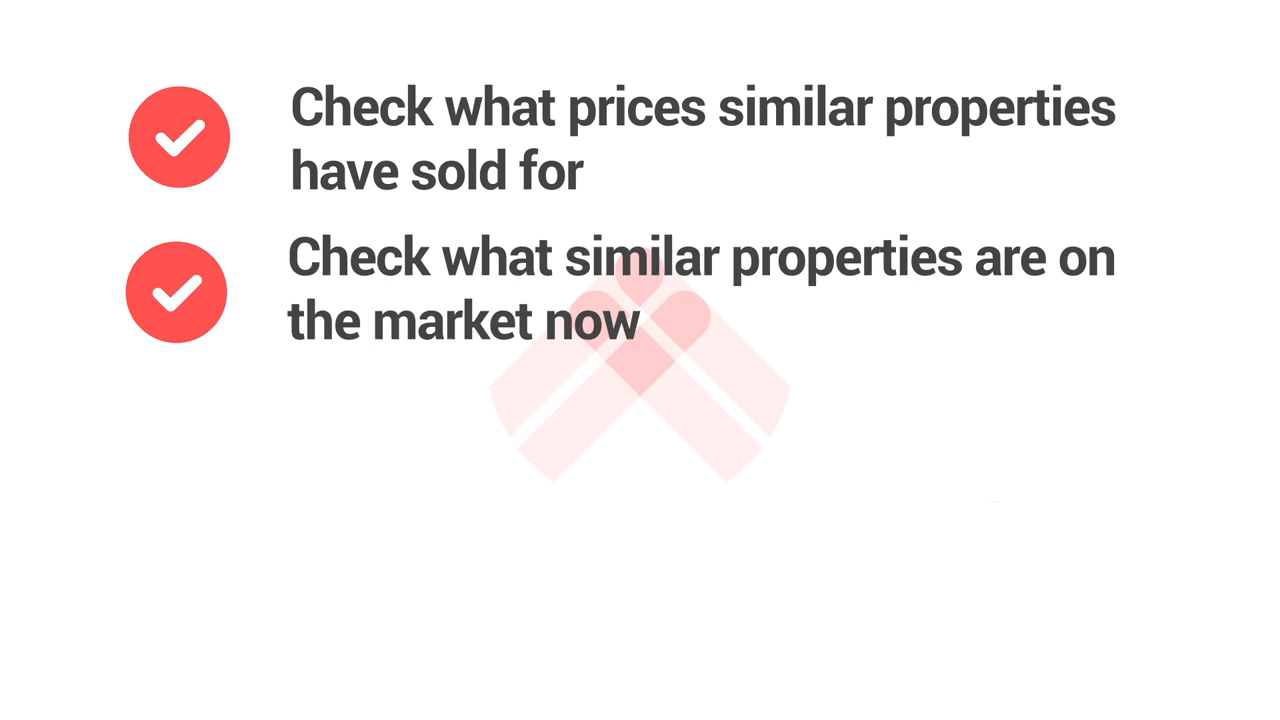 Check what prices similar properties
have sold for
Check what similar properties are on
the market now